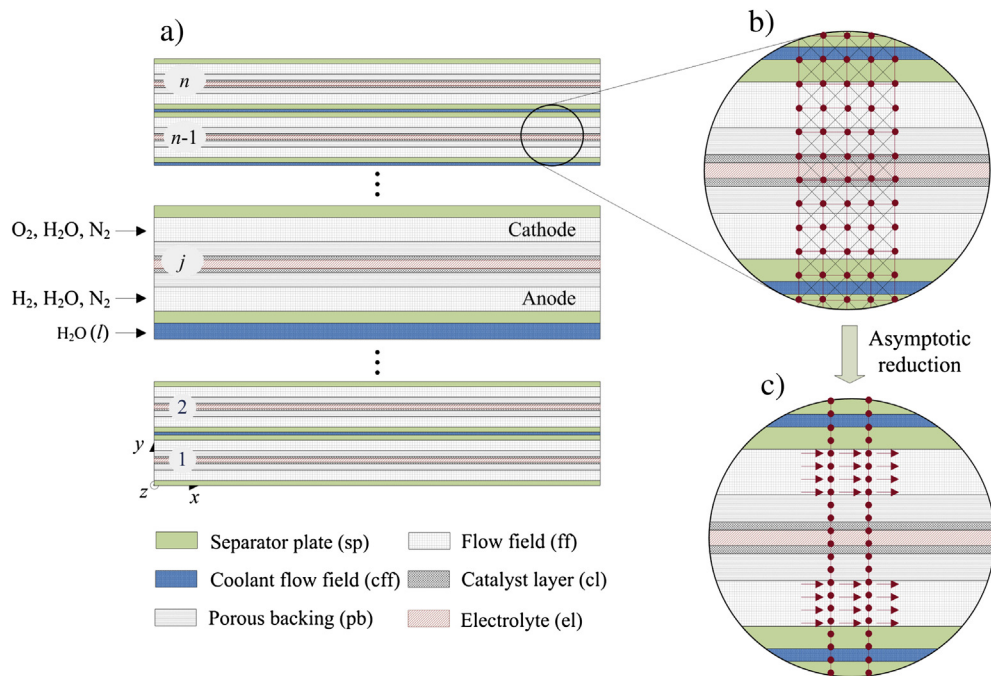 a)
b)
n
n-1
O₂, H₂O, N₂
Cathode
j
H₂, H₂O, N₂
Anode
H₂O (l)
Asymptotic
reduction
c)
2
y
1
z
x
Separator plate (sp)
Flow field (ff)
Coolant flow field (cff)
Catalyst layer (cl)
Porous backing (pb)
Electrolyte (el)